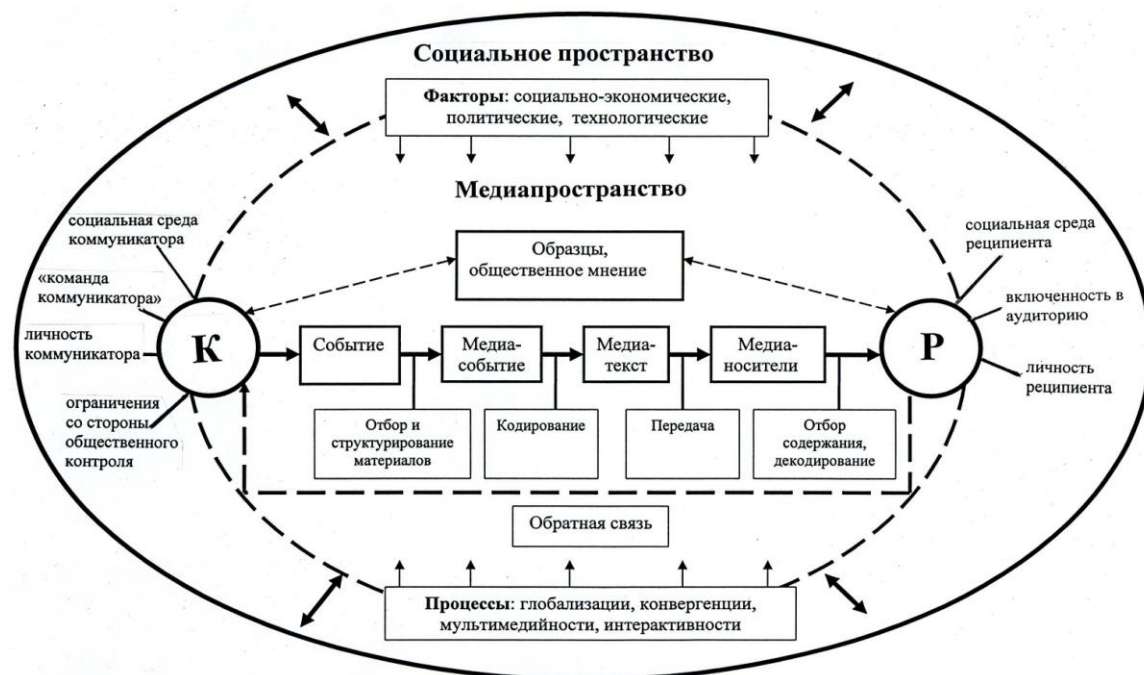 Социальное пространство
Факторы: социально-экономические,
политические, технологические
Медиапространство
социальная среда
коммуникатора
«команда
коммуникатора»
личность
коммуникатора
ограничения
со стороны
общественного
контроля
К
Образцы,
общественное мнение
Событие
Медиа-
событие
Медиа-
текст
Медиа-
носители
Отбор и
структурирование
материалов
Кодирование
Передача
Отбор
содержания,
декодирование
Р
социальная среда
реципиента
включенность в
аудиторию
личность
реципиента
Обратная связь
Процессы: глобализации, конвергенции,
мультимедийности, интерактивности